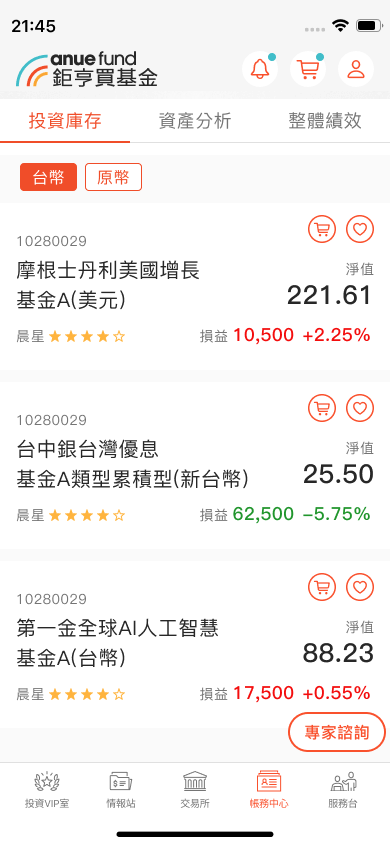 21:45
anue fund
鉅亨買基金
投資庫存 資產分析 整體績效
台幣 原幣
10280029
摩根士丹利美國增長
基金A(美元)
淨值
221.61
晨星 損益 10,500 +2.25%
10280029
台中銀台灣優息
基金A類型累積型(新台幣)
淨值
25.50
晨星 損益 62,500 –5.75%
10280029
第一金全球AI人工智慧
基金A(台幣)
淨值
88.23
晨星 損益 17,500 +0.55%
專家諮詢
投資VIP室 情報站 交易所 帳務中心 服務台